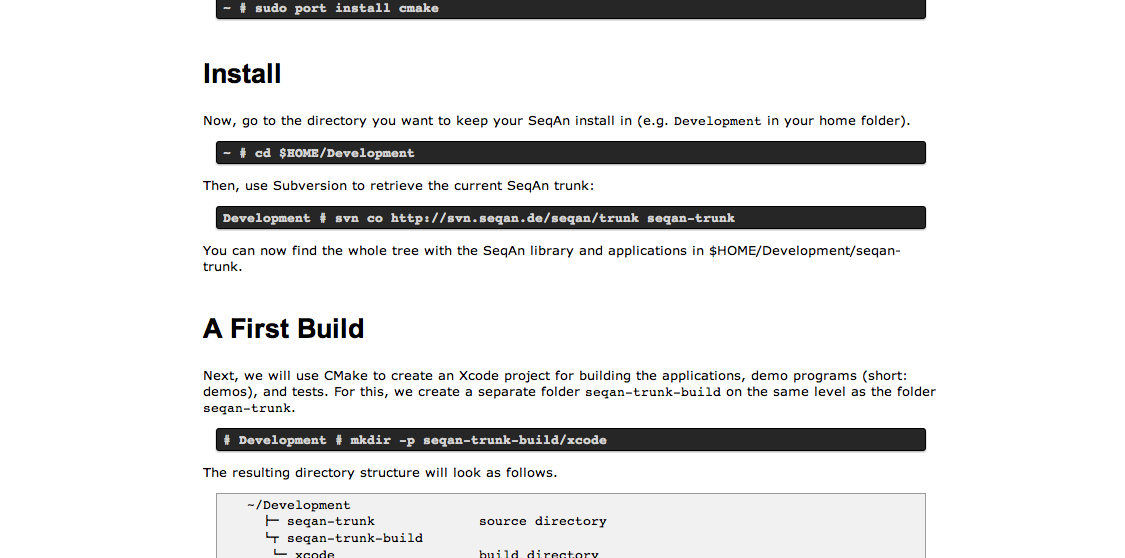 ~ # sudo port install cmake
Install
Now, go to the directory you want to keep your SeqAn install in (e.g. Development in your home folder).
~ # cd $HOME/Development
Then, use Subversion to retrieve the current SeqAn trunk:
Development # svn co http://svn.seqan.de/seqan/trunk seqan-trunk
You can now find the whole tree with the SeqAn library and applications in $HOME/Development/seqan-
trunk.
A First Build
Next, we will use CMake to create an Xcode project for building the applications, demo programs (short:
demos), and tests. For this, we create a separate folder seqan-trunk-build on the same level as the folder
seqan-trunk.
# Development # mkdir -p seqan-trunk-build/xcode
The resulting directory structure will look as follows.
~/Development
├─ seqan-trunk source directory
└┬ seqan-trunk-build
└─ xcode build directory